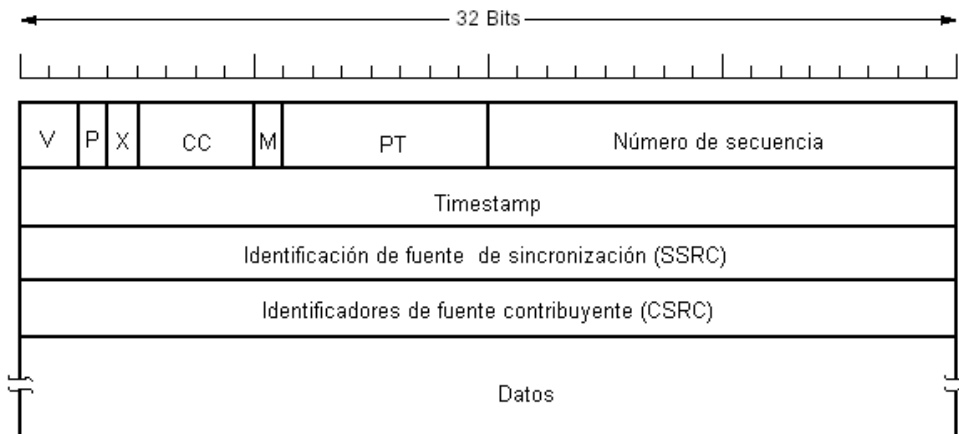 32 Bits
V P X CC M PT Número de secuencia
Timestamp
Identificación de fuente de sincronización (SSRC)
Identificadores de fuente contribuyente (CSRC)
Datos